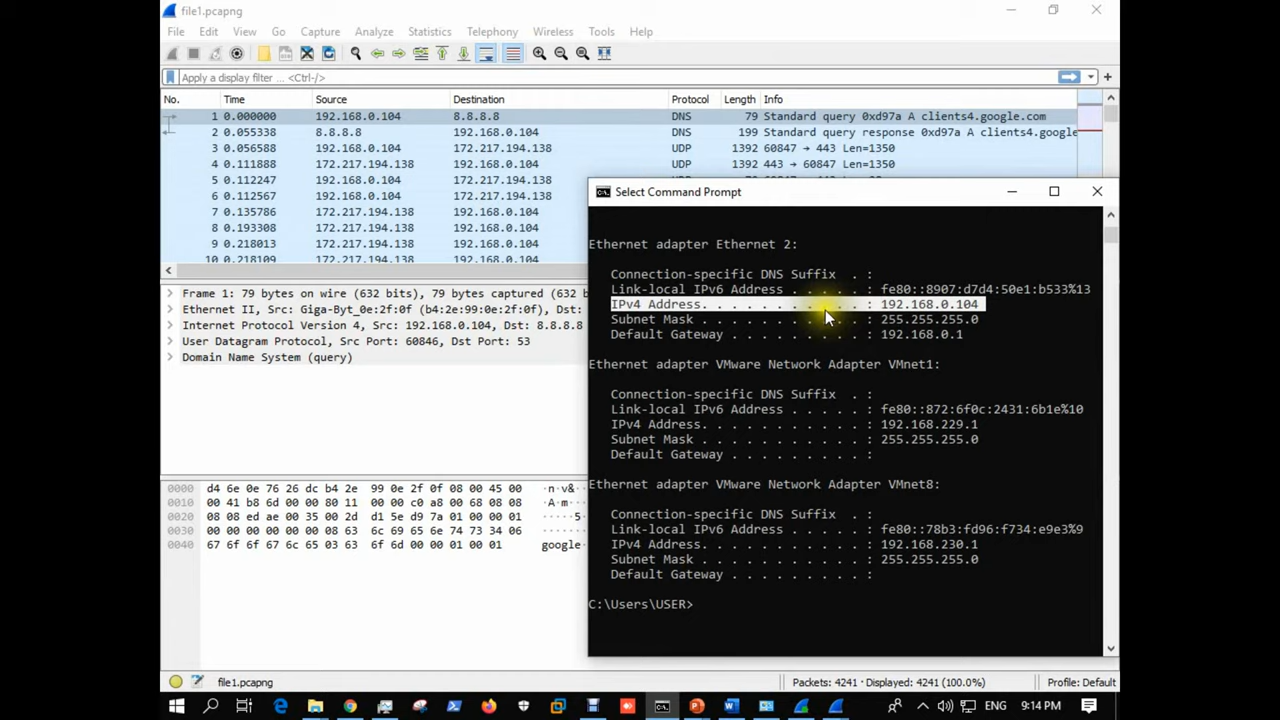 file1.pcapng
File Edit View Go Capture Analyze Statistics Telephony Wireless Tools Help
Apply a display filter ... <Ctrl-/>
No. Time Source Destination Protocol Length Info
1 0.000000 192.168.0.104 8.8.8.8 DNS 79 Standard query 0xd97a A clients4.google.com
2 0.055338 8.8.8.8 192.168.0.104 DNS 199 Standard query response 0xd97a A clients4.google
3 0.056588 192.168.0.104 172.217.194.138 UDP 1392 60847 → 443 Len=1350
4 0.111888 172.217.194.138 192.168.0.104 UDP 1392 443 → 60847 Len=1350
5 0.112247 192.168.0.104 172.217.194.138
6 0.112567 192.168.0.104 172.217.194.138
7 0.135786 172.217.194.138 192.168.0.104
8 0.193308 172.217.194.138 192.168.0.104
9 0.218013 172.217.194.138 192.168.0.104
10 0.218109 172.217.194.138 192.168.0.104
Frame 1: 79 bytes on wire (632 bits), 79 bytes captured (632 bits)
Ethernet II, Src: Giga-Byt_0e:2f:0f (b4:2e:99:0e:2f:0f), Dst:
Internet Protocol Version 4, Src: 192.168.0.104, Dst: 8.8.8.8
User Datagram Protocol, Src Port: 60846, Dst Port: 53
Domain Name System (query)
0000 d4 6e 0e 76 26 dc b4 2e 99 0e 2f 0f 08 00 45 00 ·n·v&·
0010 00 41 b8 6d 00 00 80 11 00 00 c0 a8 00 68 08 08 ·A·m··
0020 08 08 ed ae 00 35 00 2d d1 5e d9 7a 01 00 00 01 ·····5·
0030 00 00 00 00 00 00 08 63 6c 69 65 6e 74 73 34 06
0040 67 6f 6f 67 6c 65 03 63 6f 6d 00 00 01 00 01 google·
Select Command Prompt
Ethernet adapter Ethernet 2:
Connection-specific DNS Suffix . :
Link-local IPv6 Address . . . . . : fe80::8907:d7d4:50e1:b533%13
IPv4 Address. . . . . . . . . . . : 192.168.0.104
Subnet Mask . . . . . . . . . . . : 255.255.255.0
Default Gateway . . . . . . . . . : 192.168.0.1
Ethernet adapter VMware Network Adapter VMnet1:
Connection-specific DNS Suffix . :
Link-local IPv6 Address . . . . . : fe80::872:6f0c:2431:6b1e%10
IPv4 Address. . . . . . . . . . . : 192.168.229.1
Subnet Mask . . . . . . . . . . . : 255.255.255.0
Default Gateway . . . . . . . . . :
Ethernet adapter VMware Network Adapter VMnet8:
Connection-specific DNS Suffix . :
Link-local IPv6 Address . . . . . : fe80::78b3:fd96:f734:e9e3%9
IPv4 Address. . . . . . . . . . . : 192.168.230.1
Subnet Mask . . . . . . . . . . . : 255.255.255.0
Default Gateway . . . . . . . . . :
C:\Users\USER>
file1.pcapng Packets: 4241 · Displayed: 4241 (100.0%) Profile: Default
ENG 9:14 PM